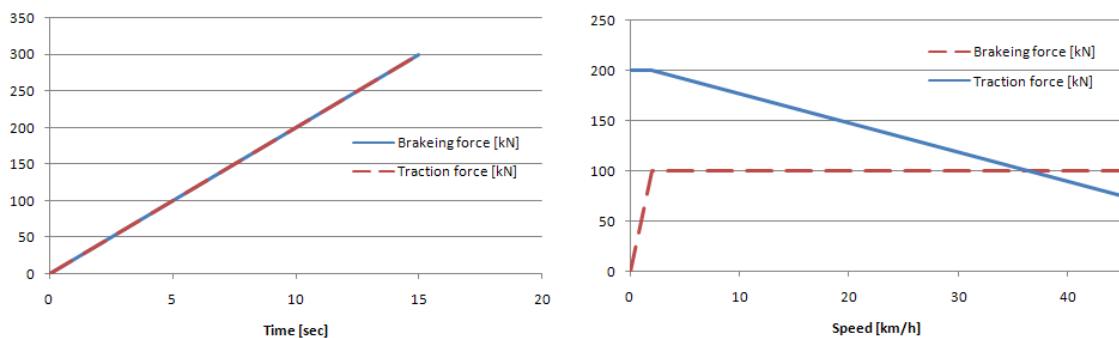 350
300
250
200
150
100
50
0
Brakeing force [kN]
Traction force [kN]
0 5 10 15 20
Time [sec]
250
200
150
100
50
0
Brakeing force [kN]
Traction force [kN]
0 10 20 30 40
Speed [km/h]